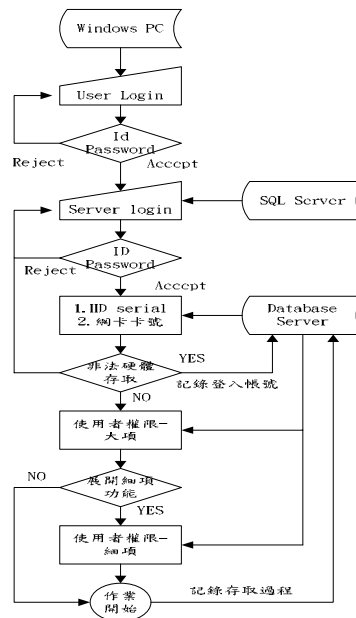 Windows PC
User Login
Id
Password
Reject
Accept
Server login
SQL Server
ID
Password
Reject
Accept
1.HD serial
2.網卡卡號
Database
Server
非法硬體
存取
YES
記錄登入帳號
NO
使用者權限-
大項
NO
展開細項
功能
YES
使用者權限-
細項
作業
開始
記錄存取過程